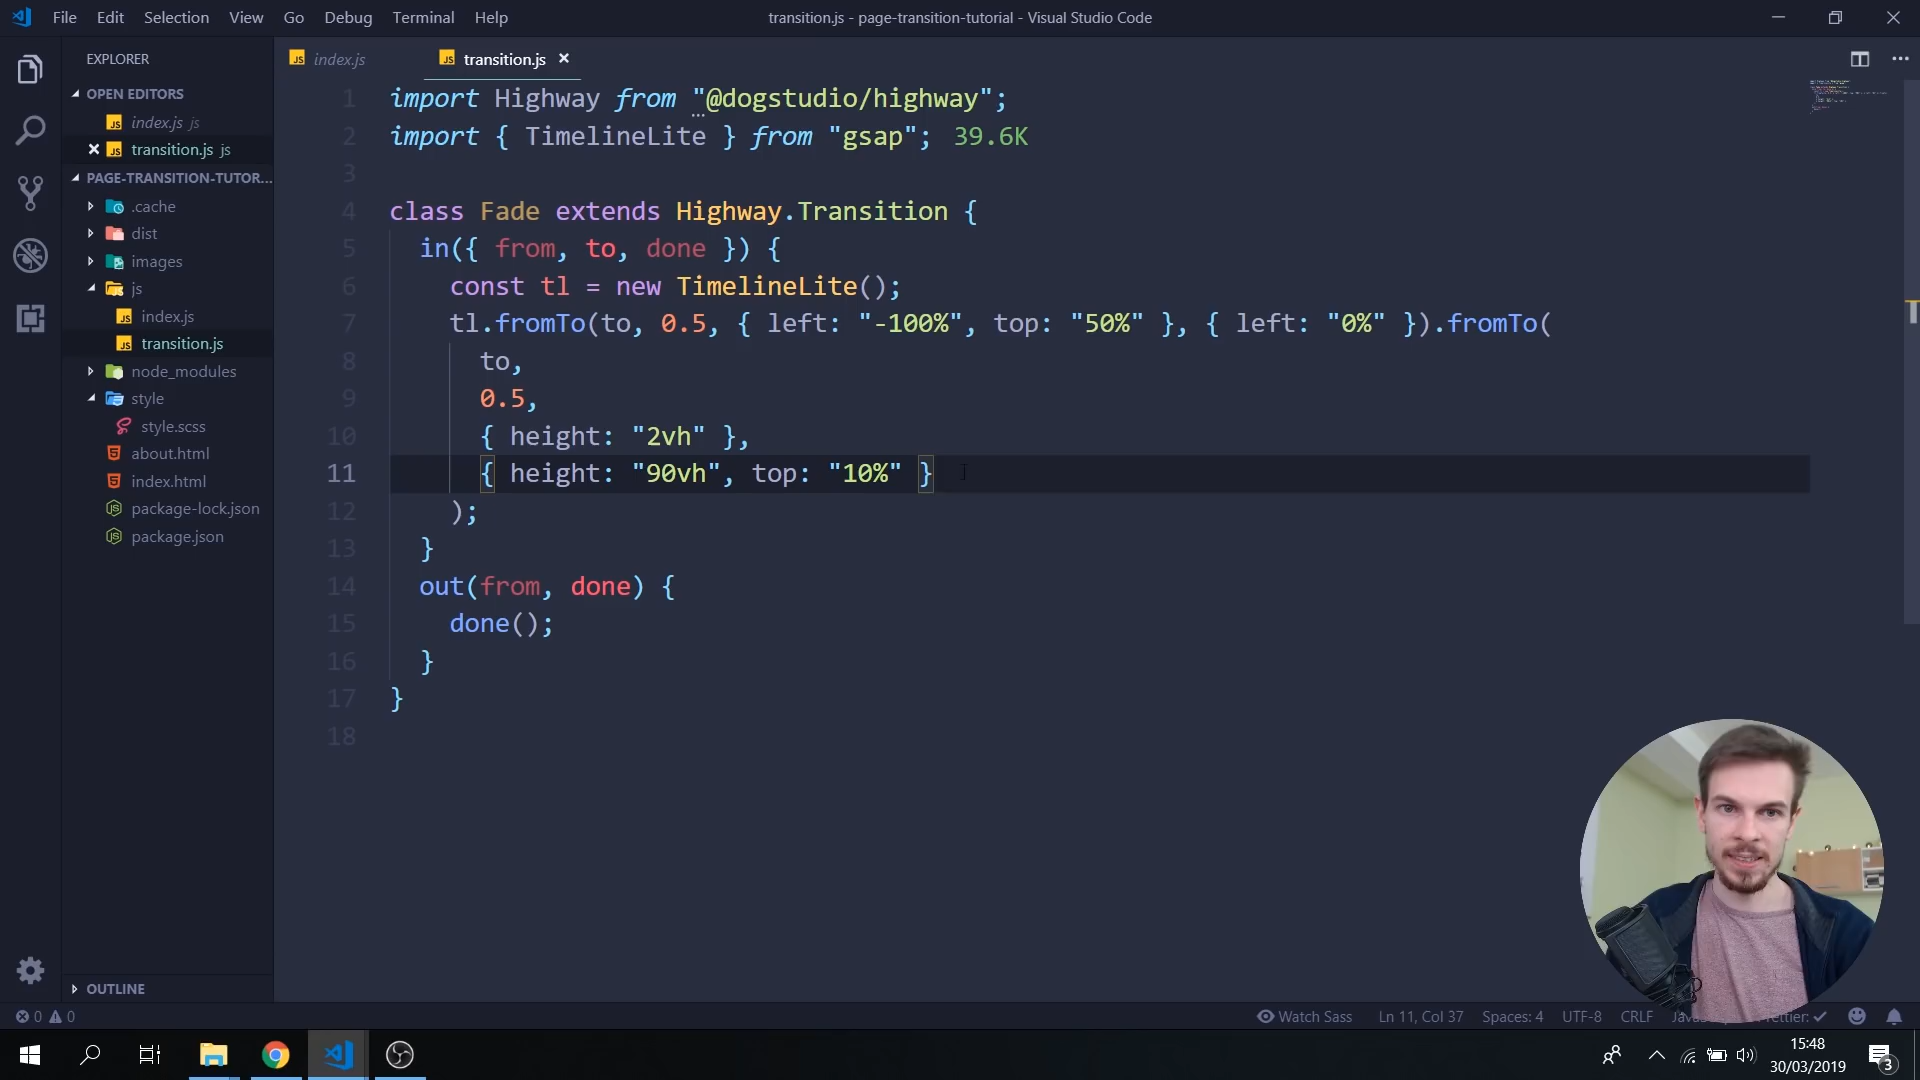 File Edit Selection View Go Debug Terminal Help
transition.js - page-transition-tutorial - Visual Studio Code
EXPLORER
OPEN EDITORS
index.js js
transition.js js
PAGE-TRANSITION-TUTOR...
.cache
dist
images
js
index.js
transition.js
node_modules
style
style.scss
about.html
index.html
package-lock.json
package.json
OUTLINE
index.js
transition.js
1 import Highway from "@dogstudio/highway";
2 import { TimelineLite } from "gsap"; 39.6K
3
4 class Fade extends Highway.Transition {
5 in({ from, to, done }) {
6 const tl = new TimelineLite();
7 tl.fromTo(to, 0.5, { left: "-100%", top: "50%" }, { left: "0%" }).fromTo(
8 to,
9 0.5,
10 { height: "2vh" },
11 { height: "90vh", top: "10%" }
12 );
13 }
14 out(from, done) {
15 done();
16 }
17 }
18
0 0
Watch Sass Ln 11, Col 37 Spaces: 4 UTF-8 CRLF
15:48
30/03/2019
3